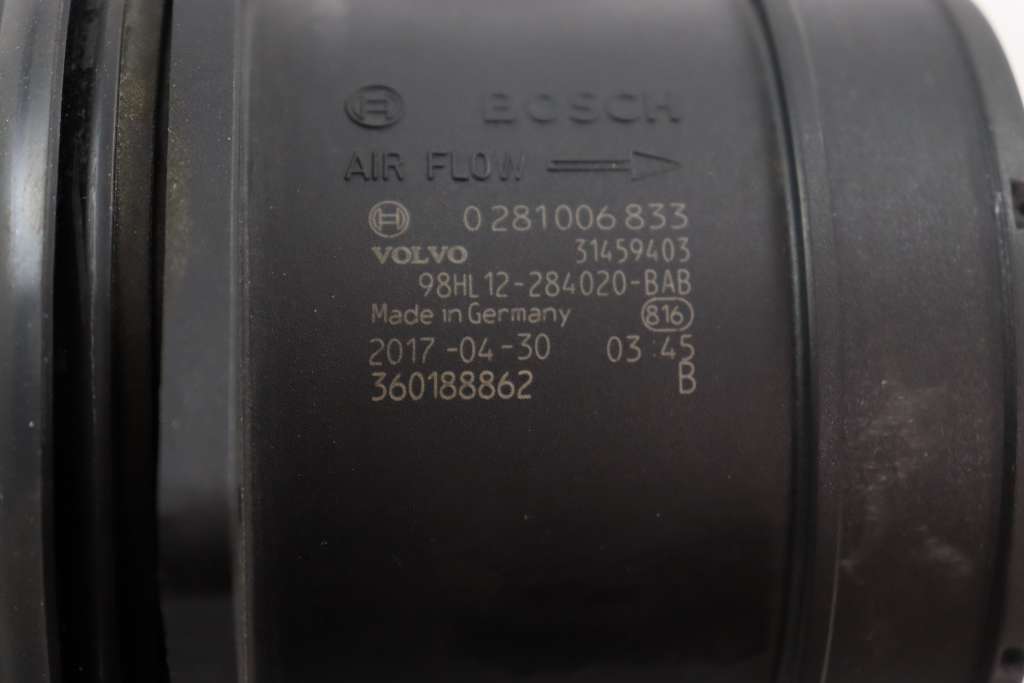 BOSCH
AIR FLOW
0 281 006 833
VOLVO 31459403
98HL12-284020-BAB
Made in Germany 816
2017-04-30 03:45
360188862 B